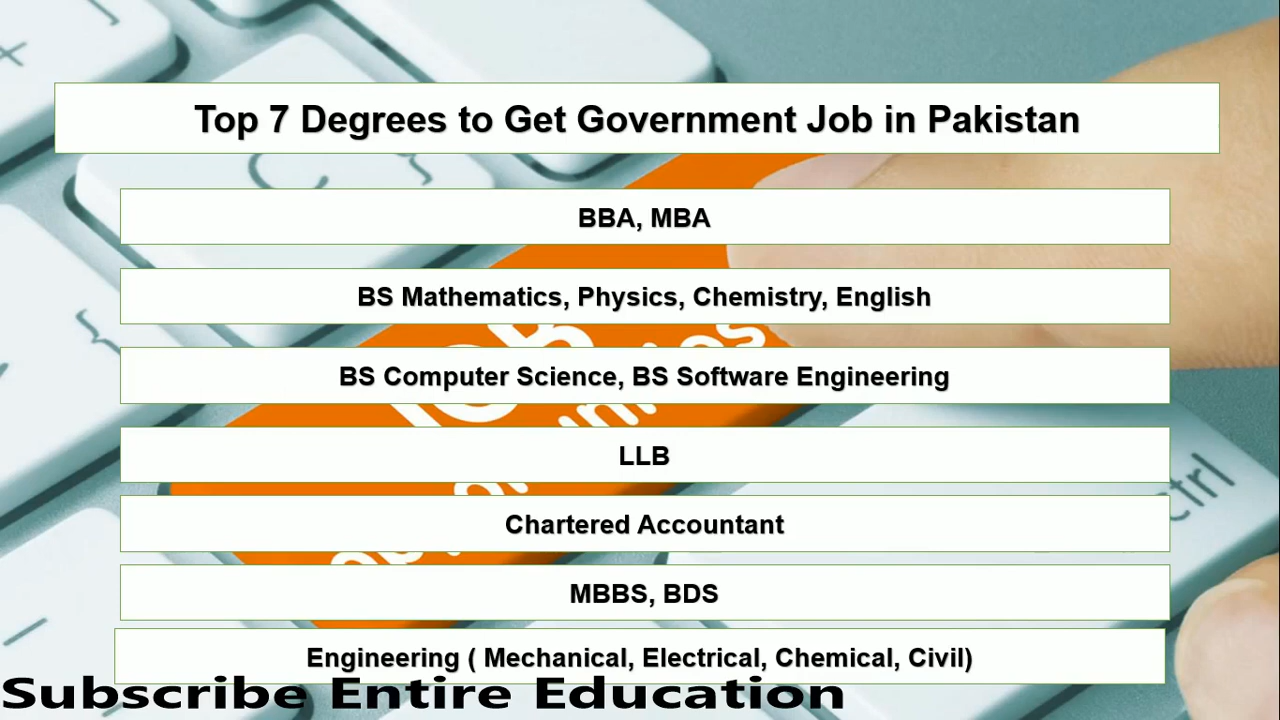 Top 7 Degrees to Get Government Job in Pakistan
BBA, MBA
BS Mathematics, Physics, Chemistry, English
BS Computer Science, BS Software Engineering
LLB
Chartered Accountant
MBBS, BDS
Engineering ( Mechanical, Electrical, Chemical, Civil)
Subscribe Entire Education
ctrl